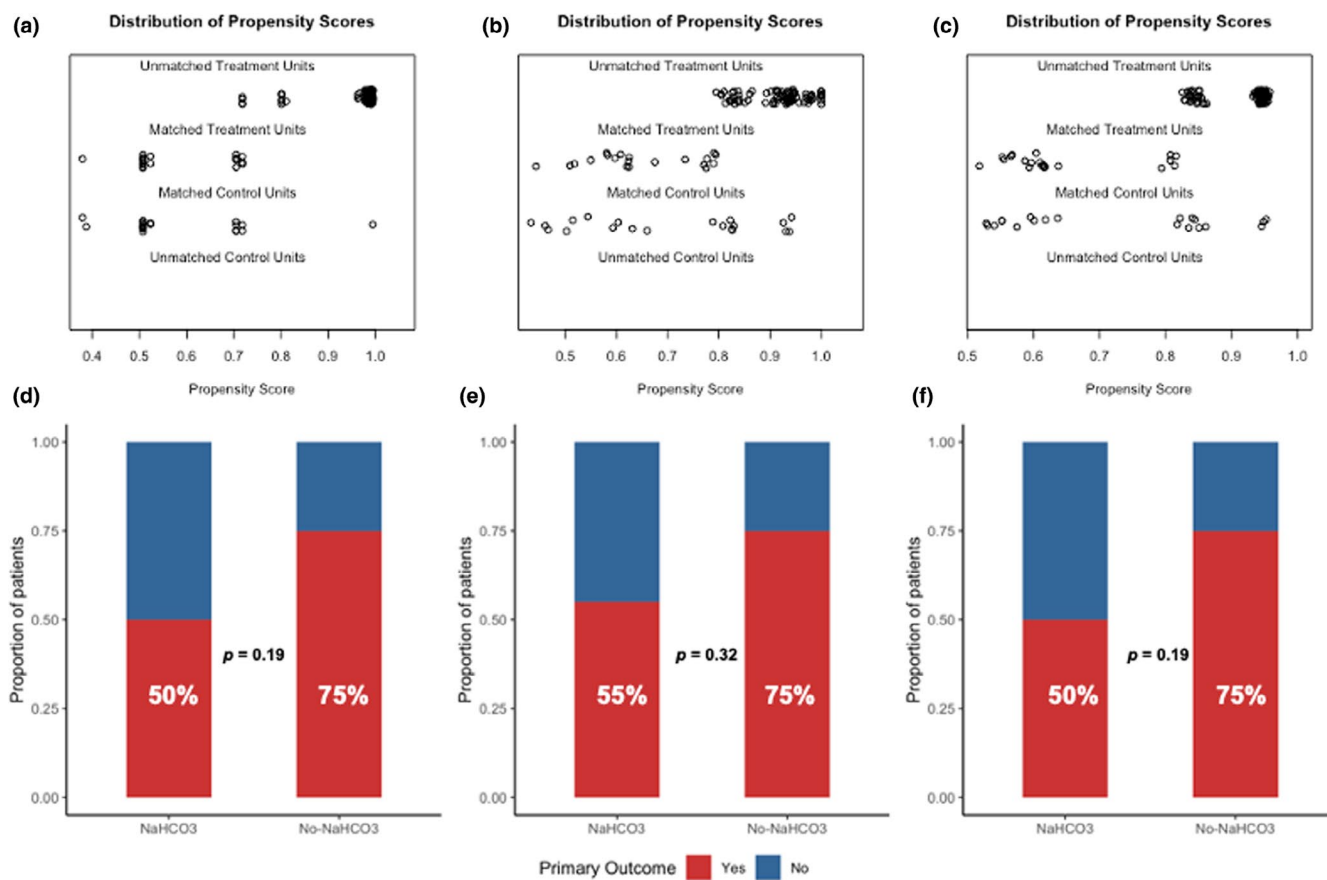 (a)
Distribution of Propensity Scores
Unmatched Treatment Units
Matched Treatment Units
Matched Control Units
Unmatched Control Units
0.4 0.5 0.6 0.7 0.8 0.9 1.0
Propensity Score
(b)
Distribution of Propensity Scores
Unmatched Treatment Units
Matched Treatment Units
Matched Control Units
Unmatched Control Units
0.5 0.6 0.7 0.8 0.9 1.0
Propensity Score
(c)
Distribution of Propensity Scores
Unmatched Treatment Units
Matched Treatment Units
Matched Control Units
Unmatched Control Units
0.5 0.6 0.7 0.8 0.9 1.0
Propensity Score
(d)
Proportion of patients
1.00
0.75
0.50
0.25
0.00
p = 0.19
50%
75%
NaHCO3
No-NaHCO3
(e)
Proportion of patients
1.00
0.75
0.50
0.25
0.00
p = 0.32
55%
75%
NaHCO3
No-NaHCO3
(f)
Proportion of patients
1.00
0.75
0.50
0.25
0.00
p = 0.19
50%
75%
NaHCO3
No-NaHCO3
Primary Outcome Yes No